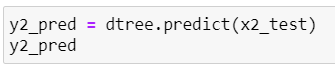 y2_pred = dtree.predict(x2_test)
y2_pred